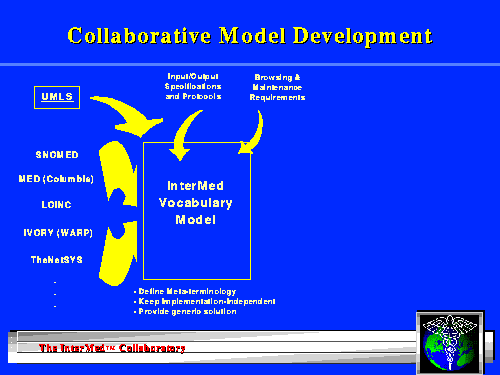 Collaborative Model Development
Input/Output
Specifications
and Protocols
Browsing &
Maintenance
Requirements
UMLS
SNOMED
MED (Columbia)
LOINC
IVORY (WARP)
TheNetSYS
.
.
.
InterMed
Vocabulary
Model
- Define Meta-terminology
- Keep Implementation-Independent
- Provide generic solution
The InterMed™ Collaboratory